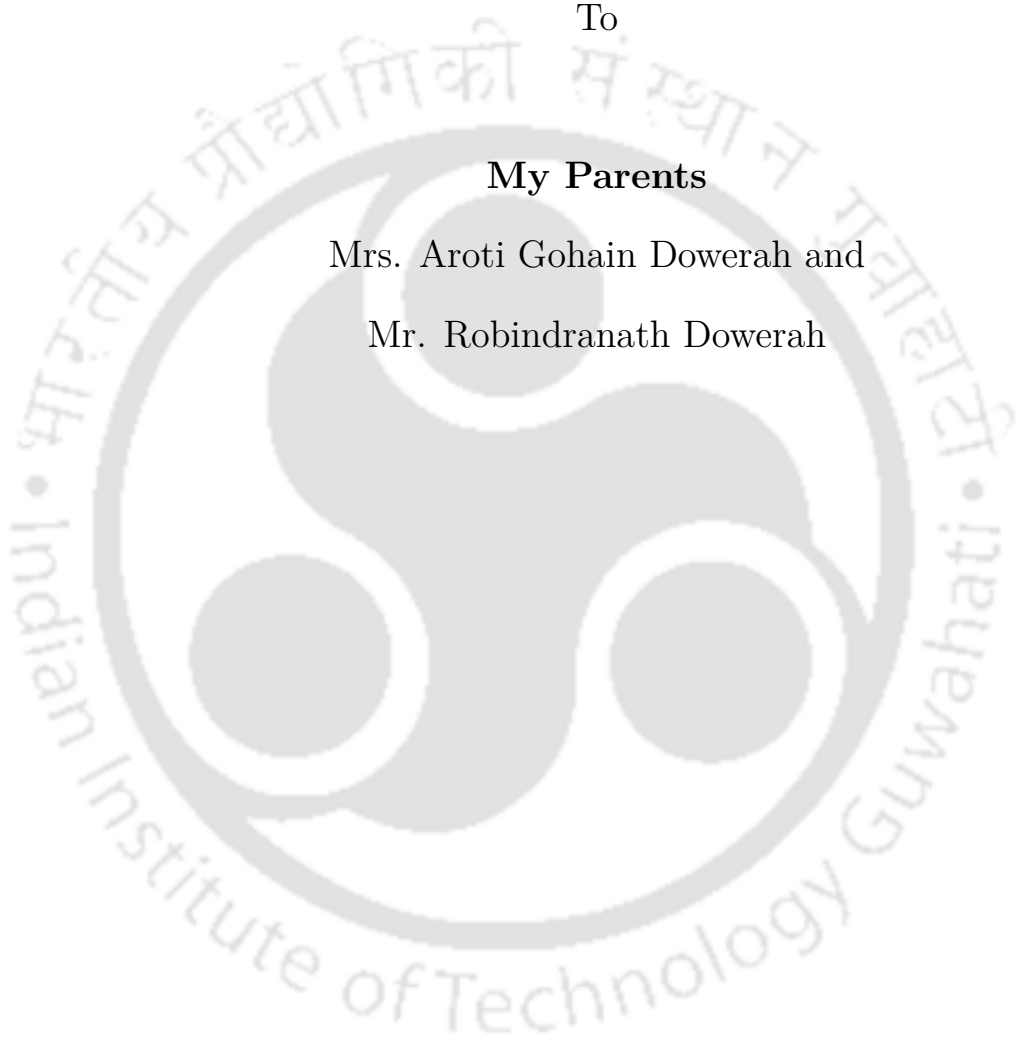 To
My Parents
Mrs. Aroti Gohain Dowerah and
Mr. Robindranath Dowerah
भारतीय प्रौद्योगिकी संस्थान गुवाहाटी
• Indian Institute of Technology Guwahati •